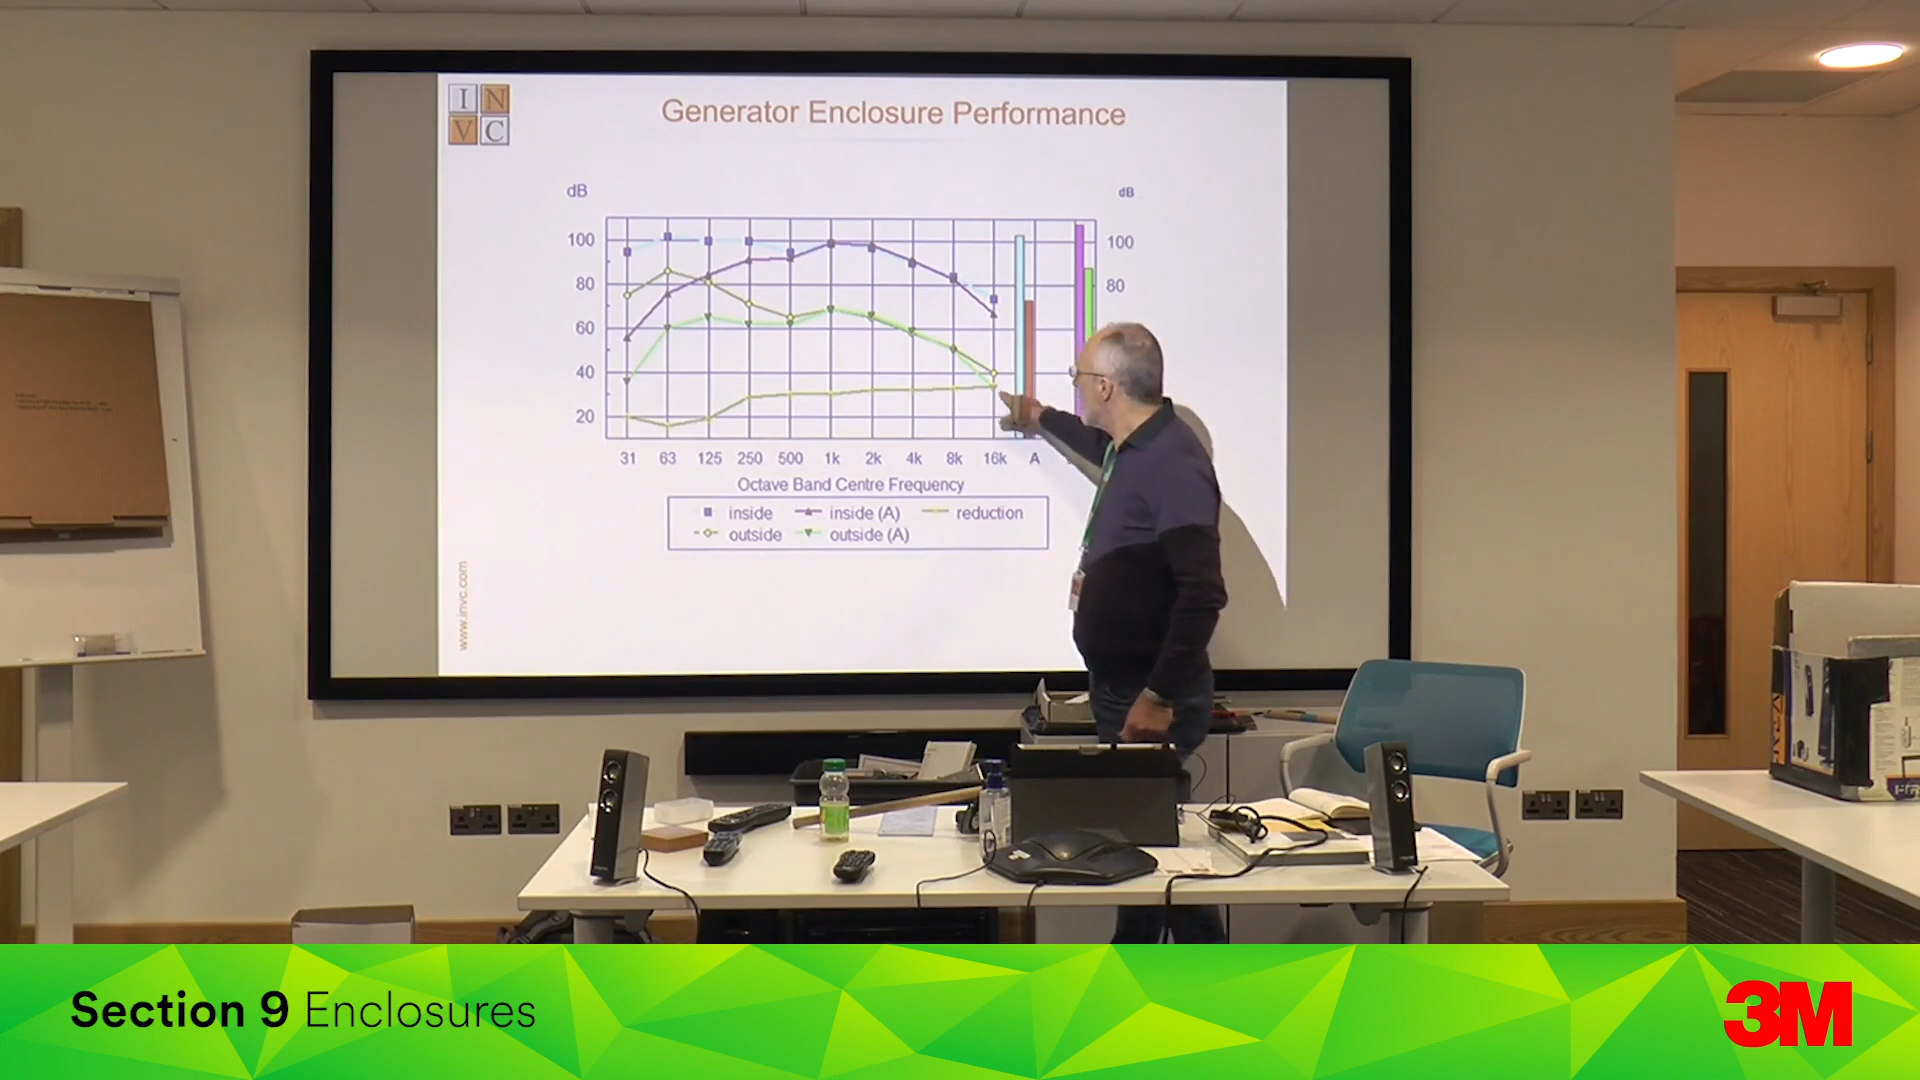 I N
V C
Generator Enclosure Performance
dB
dB
100
80
60
40
20
100
80
31 63 125 250 500 1k 2k 4k 8k 16k A
Octave Band Centre Frequency
inside inside (A) reduction
outside outside (A)
www.invc.com
Section 9 Enclosures
3M